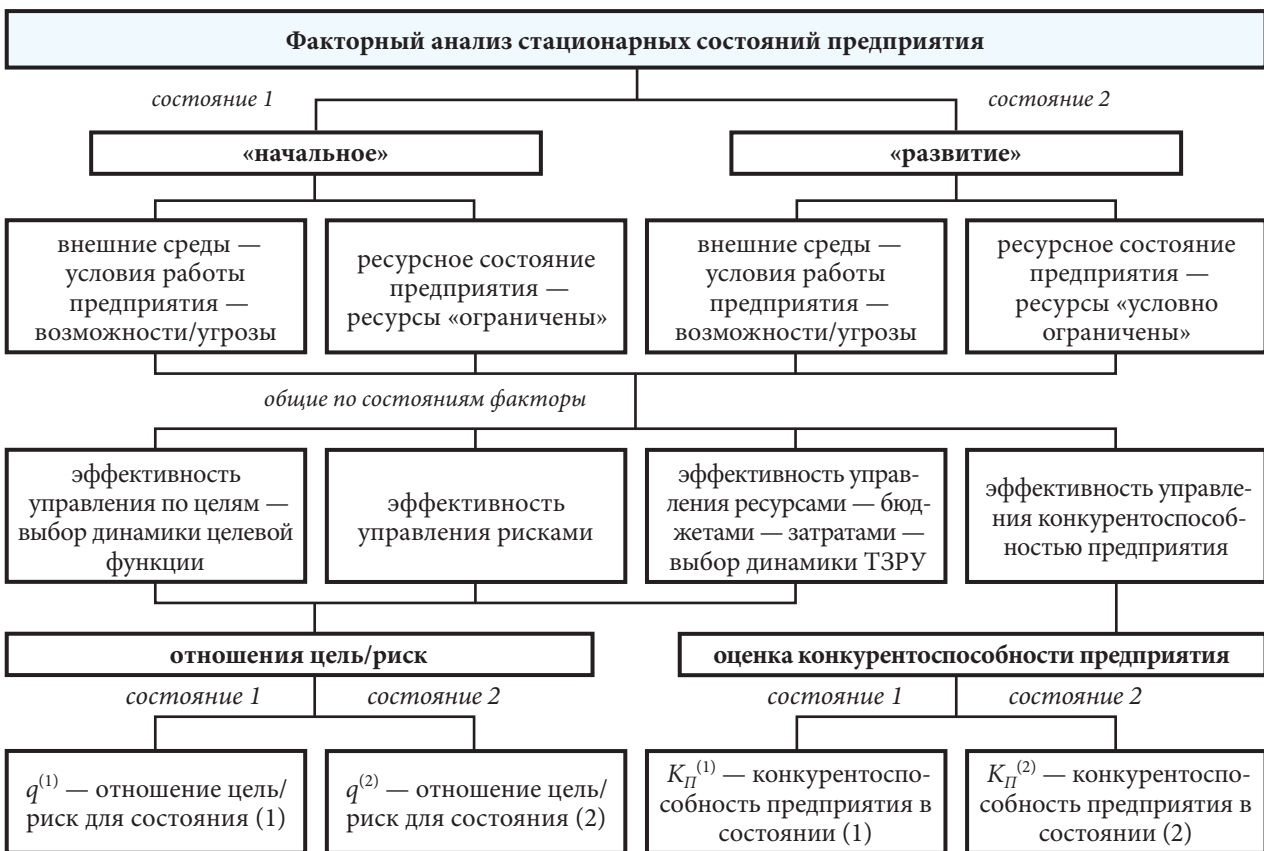 Факторный анализ стационарных состояний предприятия
состояние 1
состояние 2
«начальное»
«развитие»
внешние среды —
условия работы
предприятия —
возможности/угрозы
ресурсное состояние
предприятия —
ресурсы «ограничены»
внешние среды —
условия работы
предприятия —
возможности/угрозы
ресурсное состояние
предприятия —
ресурсы «условно
ограничены»
общие по состояниям факторы
эффективность
управления по целям —
выбор динамики целевой
функции
эффективность
управления рисками
эффективность управ-
ления ресурсами — бюд-
жетами — затратами —
выбор динамики ТЗРУ
эффективность управле-
ния конкурентоспособ-
ностью предприятия
отношения цель/риск
оценка конкурентоспособности предприятия
состояние 1
состояние 2
состояние 1
состояние 2
q⁽¹⁾ — отношение цель/
риск для состояния (1)
q⁽²⁾ — отношение цель/
риск для состояния (2)
K_П⁽¹⁾ — конкурентоспо-
собность предприятия в
состоянии (1)
K_П⁽²⁾ — конкурентоспо-
собность предприятия в
состоянии (2)